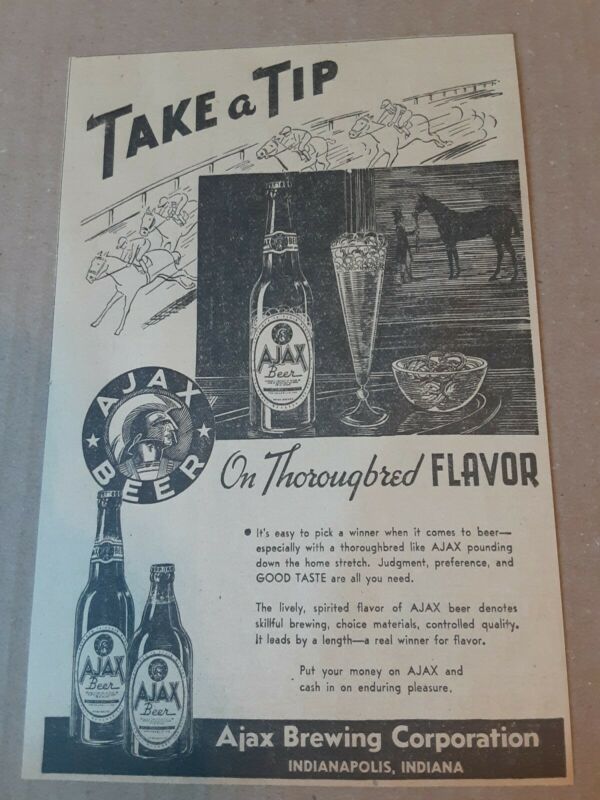 TAKE a TIP
AJAX
Beer
AJAX
BEER
On Thoroughbred FLAVOR
It's easy to pick a winner when it comes to beer—
especially with a thoroughbred like AJAX pounding
down the home stretch. Judgment, preference, and
GOOD TASTE are all you need.
The lively, spirited flavor of AJAX beer denotes
skillful brewing, choice materials, controlled quality.
It leads by a length—a real winner for flavor.
Put your money on AJAX and
cash in on enduring pleasure.
AJAX
Beer
AJAX
Beer
Ajax Brewing Corporation
INDIANAPOLIS, INDIANA